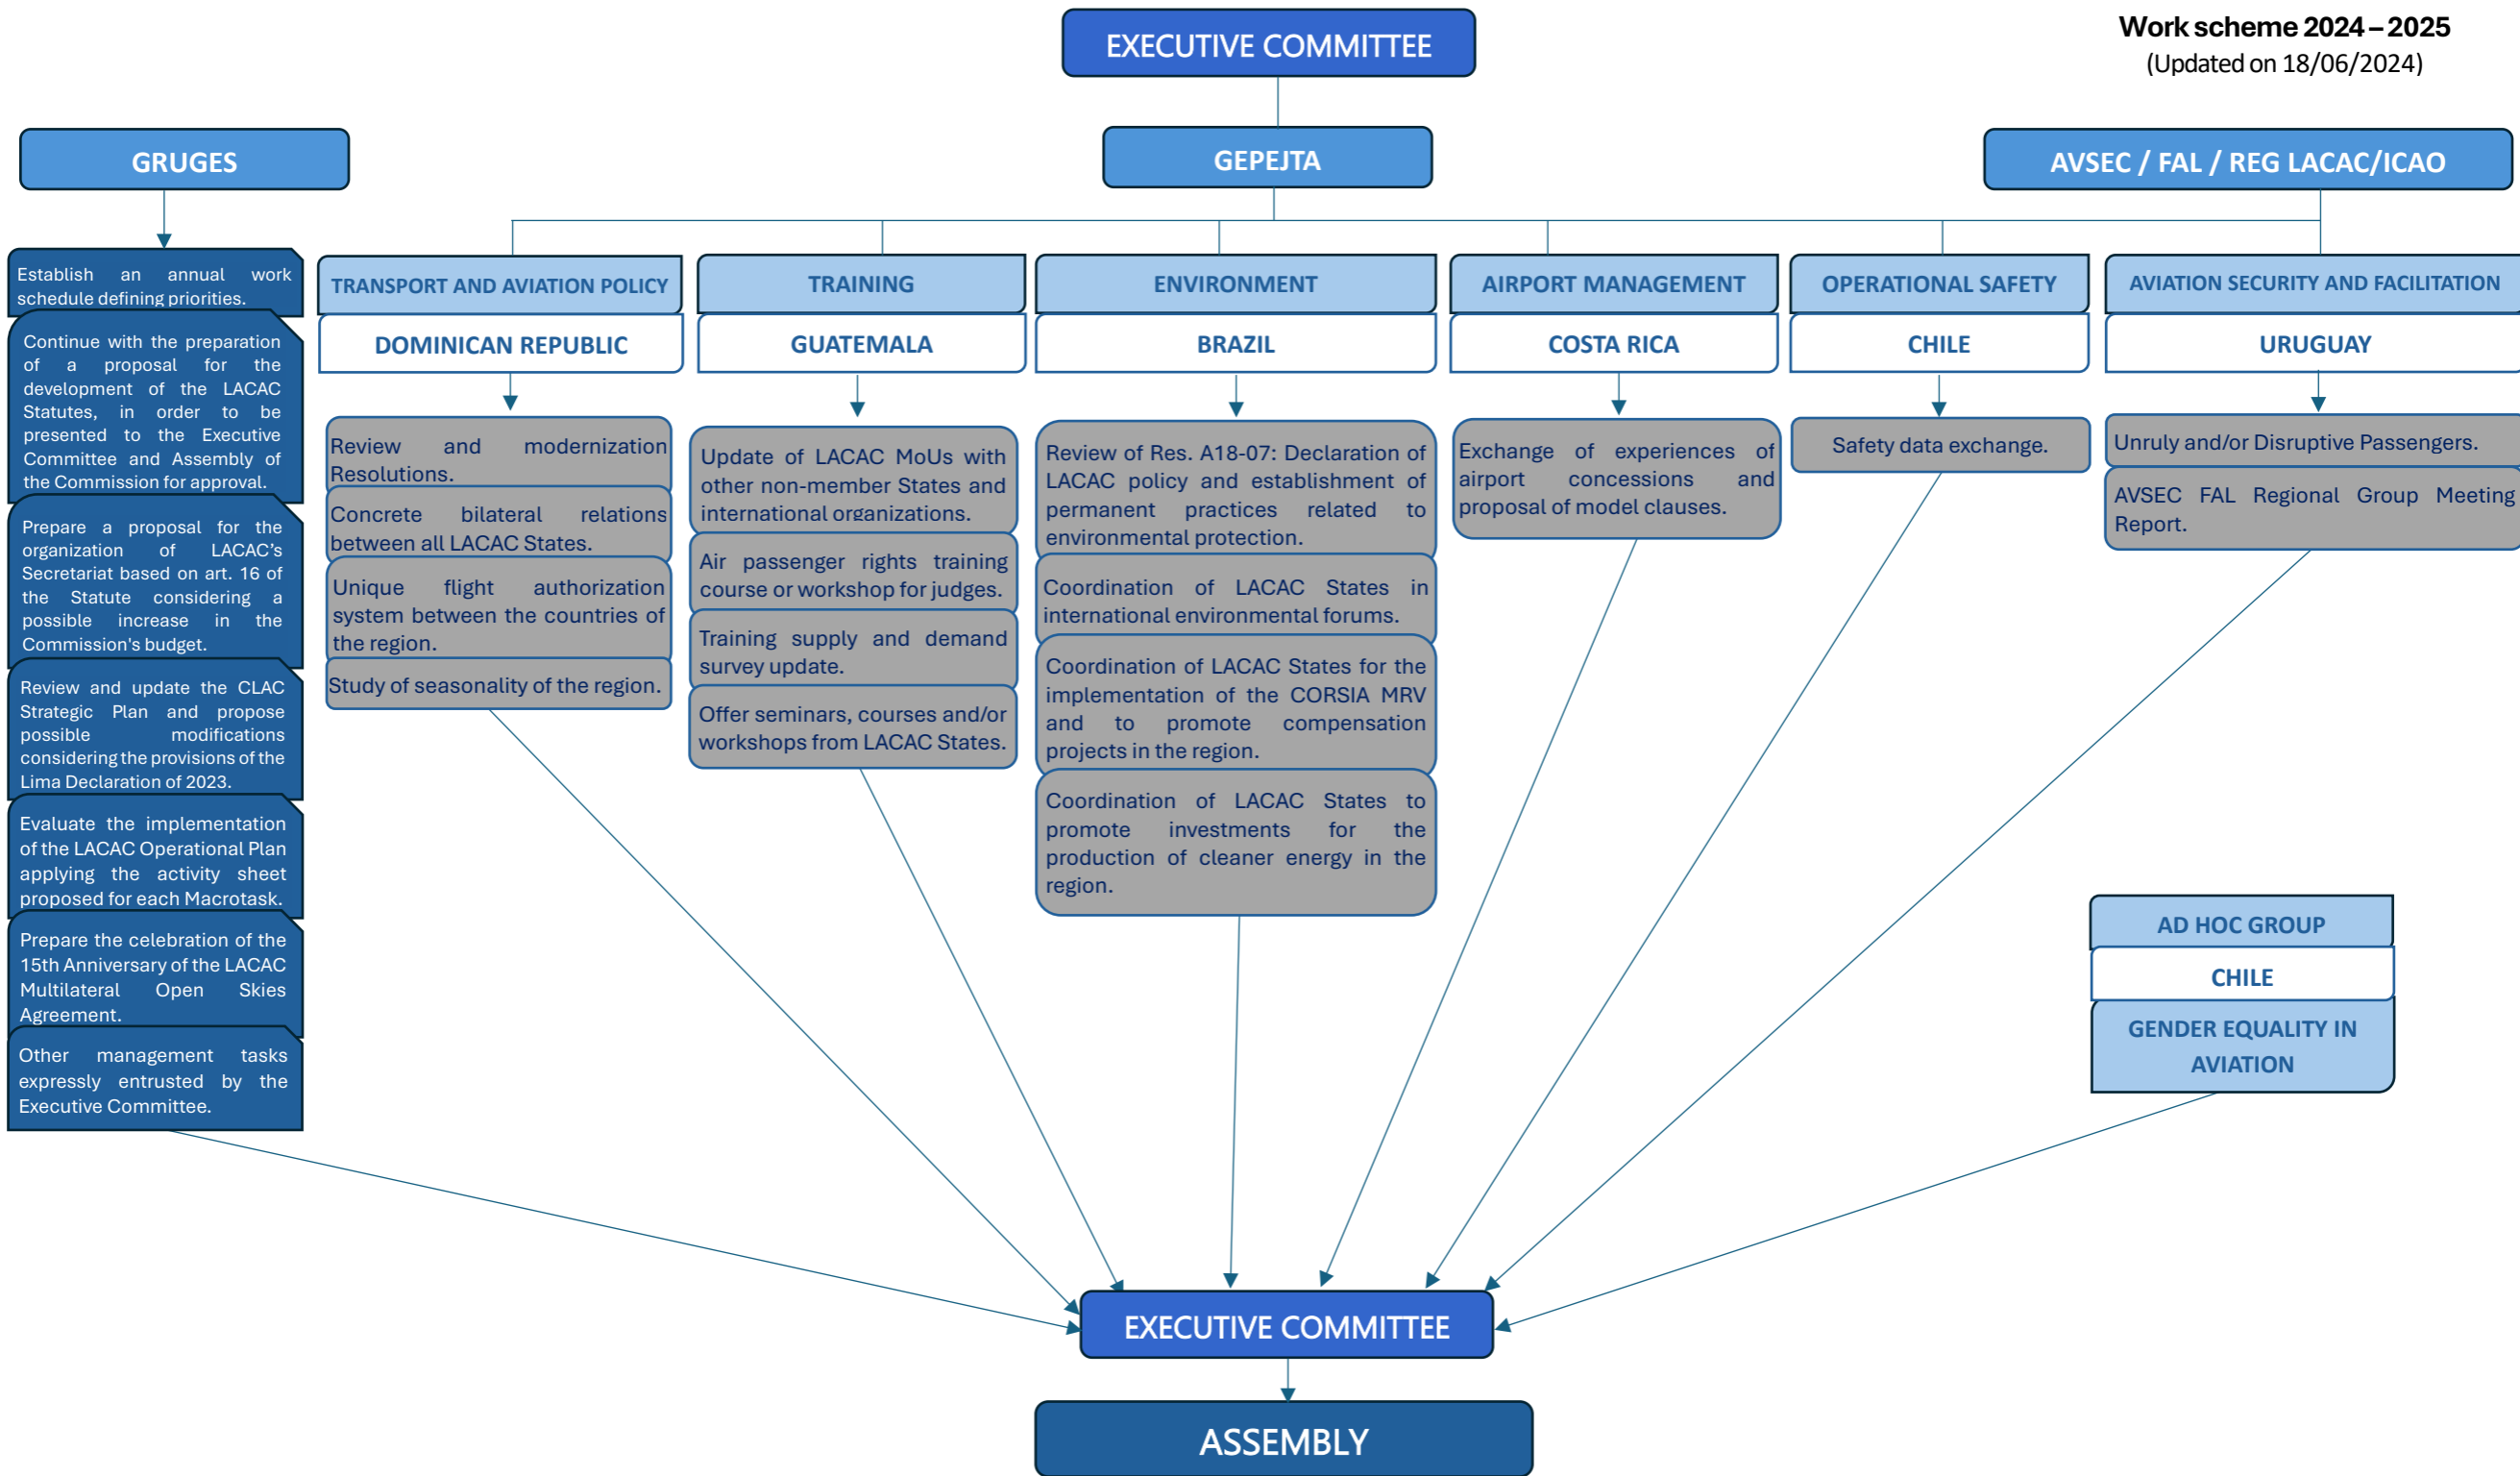 Work scheme 2024 – 2025
(Updated on 18/06/2024)
EXECUTIVE COMMITTEE
GRUGES
GEPEJTA
AVSEC / FAL / REG LACAC/ICAO
Establish an annual work
schedule defining priorities.
Continue with the preparation
of a proposal for the
development of the LACAC
Statutes, in order to be
presented to the Executive
Committee and Assembly of
the Commission for approval.
Prepare a proposal for the
organization of LACAC’s
Secretariat based on art. 16 of
the Statute considering a
possible increase in the
Commission's budget.
Review and update the CLAC
Strategic Plan and propose
possible modifications
considering the provisions of the
Lima Declaration of 2023.
Evaluate the implementation
of the LACAC Operational Plan
applying the activity sheet
proposed for each Macrotask.
Prepare the celebration of the
15th Anniversary of the LACAC
Multilateral Open Skies
Agreement.
Other management tasks
expressly entrusted by the
Executive Committee.
TRANSPORT AND AVIATION POLICY
DOMINICAN REPUBLIC
Review and modernization
Resolutions.
Concrete bilateral relations
between all LACAC States.
Unique flight authorization
system between the countries of
the region.
Study of seasonality of the region.
TRAINING
GUATEMALA
Update of LACAC MoUs with
other non-member States and
international organizations.
Air passenger rights training
course or workshop for judges.
Training supply and demand
survey update.
Offer seminars, courses and/or
workshops from LACAC States.
ENVIRONMENT
BRAZIL
Review of Res. A18-07: Declaration of
LACAC policy and establishment of
permanent practices related to
environmental protection.
Coordination of LACAC States in
international environmental forums.
Coordination of LACAC States for the
implementation of the CORSIA MRV
and to promote compensation
projects in the region.
Coordination of LACAC States to
promote investments for the
production of cleaner energy in the
region.
AIRPORT MANAGEMENT
COSTA RICA
Exchange of experiences of
airport concessions and
proposal of model clauses.
OPERATIONAL SAFETY
CHILE
Safety data exchange.
AVIATION SECURITY AND FACILITATION
URUGUAY
Unruly and/or Disruptive Passengers.
AVSEC FAL Regional Group Meeting
Report.
AD HOC GROUP
CHILE
GENDER EQUALITY IN
AVIATION
EXECUTIVE COMMITTEE
ASSEMBLY